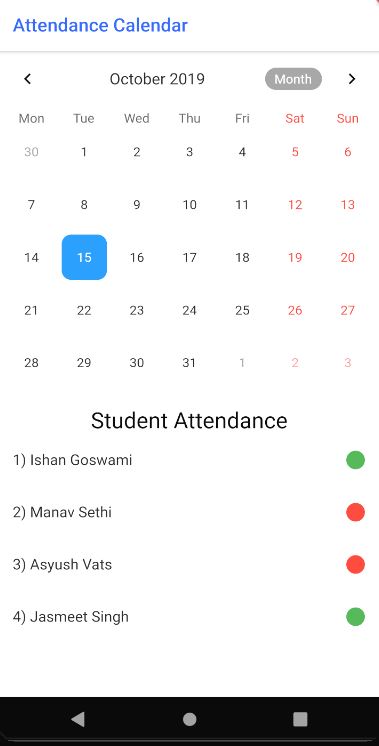 Attendance Calendar
October 2019 Month
Mon Tue Wed Thu Fri Sat Sun
30 1 2 3 4 5 6
7 8 9 10 11 12 13
14 15 16 17 18 19 20
21 22 23 24 25 26 27
28 29 30 31 1 2 3
Student Attendance
1) Ishan Goswami
2) Manav Sethi
3) Asyush Vats
4) Jasmeet Singh